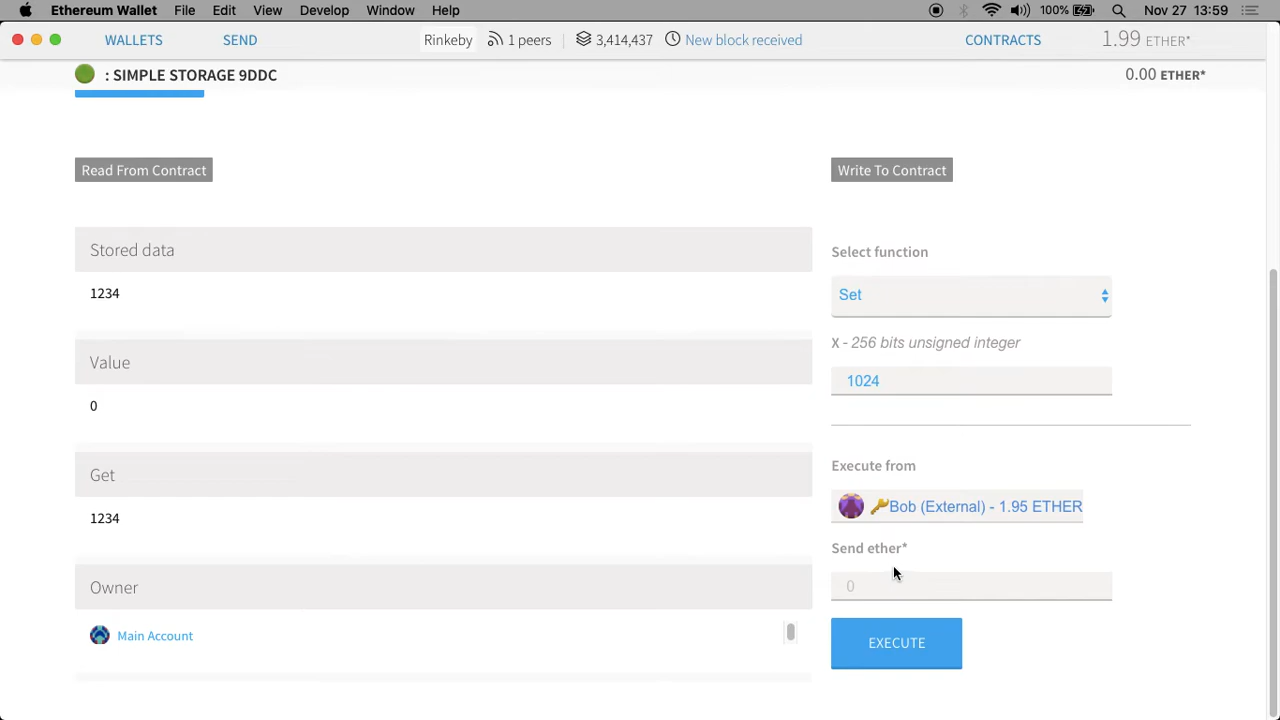 Ethereum Wallet File Edit View Develop Window Help 100% Nov 27 13:59
WALLETS SEND Rinkeby 1 peers 3,414,437 New block received CONTRACTS 1.99 ETHER*
: SIMPLE STORAGE 9DDC 0.00 ETHER*
Read From Contract
Stored data
1234
Value
0
Get
1234
Owner
Main Account
Write To Contract
Select function
Set
X - 256 bits unsigned integer
1024
Execute from
Bob (External) - 1.95 ETHER
Send ether*
0
EXECUTE